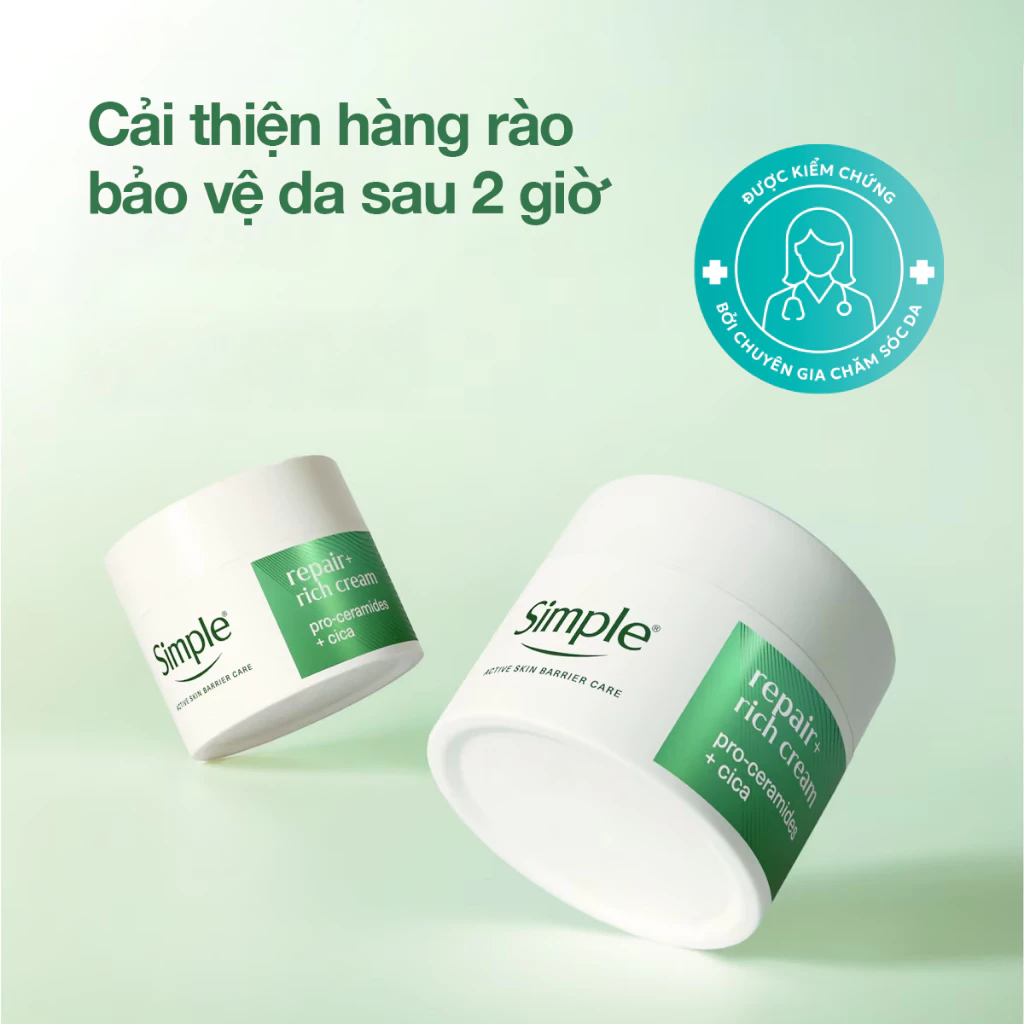 Cải thiện hàng rào
bảo vệ da sau 2 giờ
ĐƯỢC KIỂM CHỨNG
BỞI CHUYÊN GIA CHĂM SÓC DA
Simple®
ACTIVE SKIN BARRIER CARE
repair+
rich cream
pro-ceramides
+ cica
Simple®
ACTIVE SKIN BARRIER CARE
repair+
rich cream
pro-ceramides
+ cica